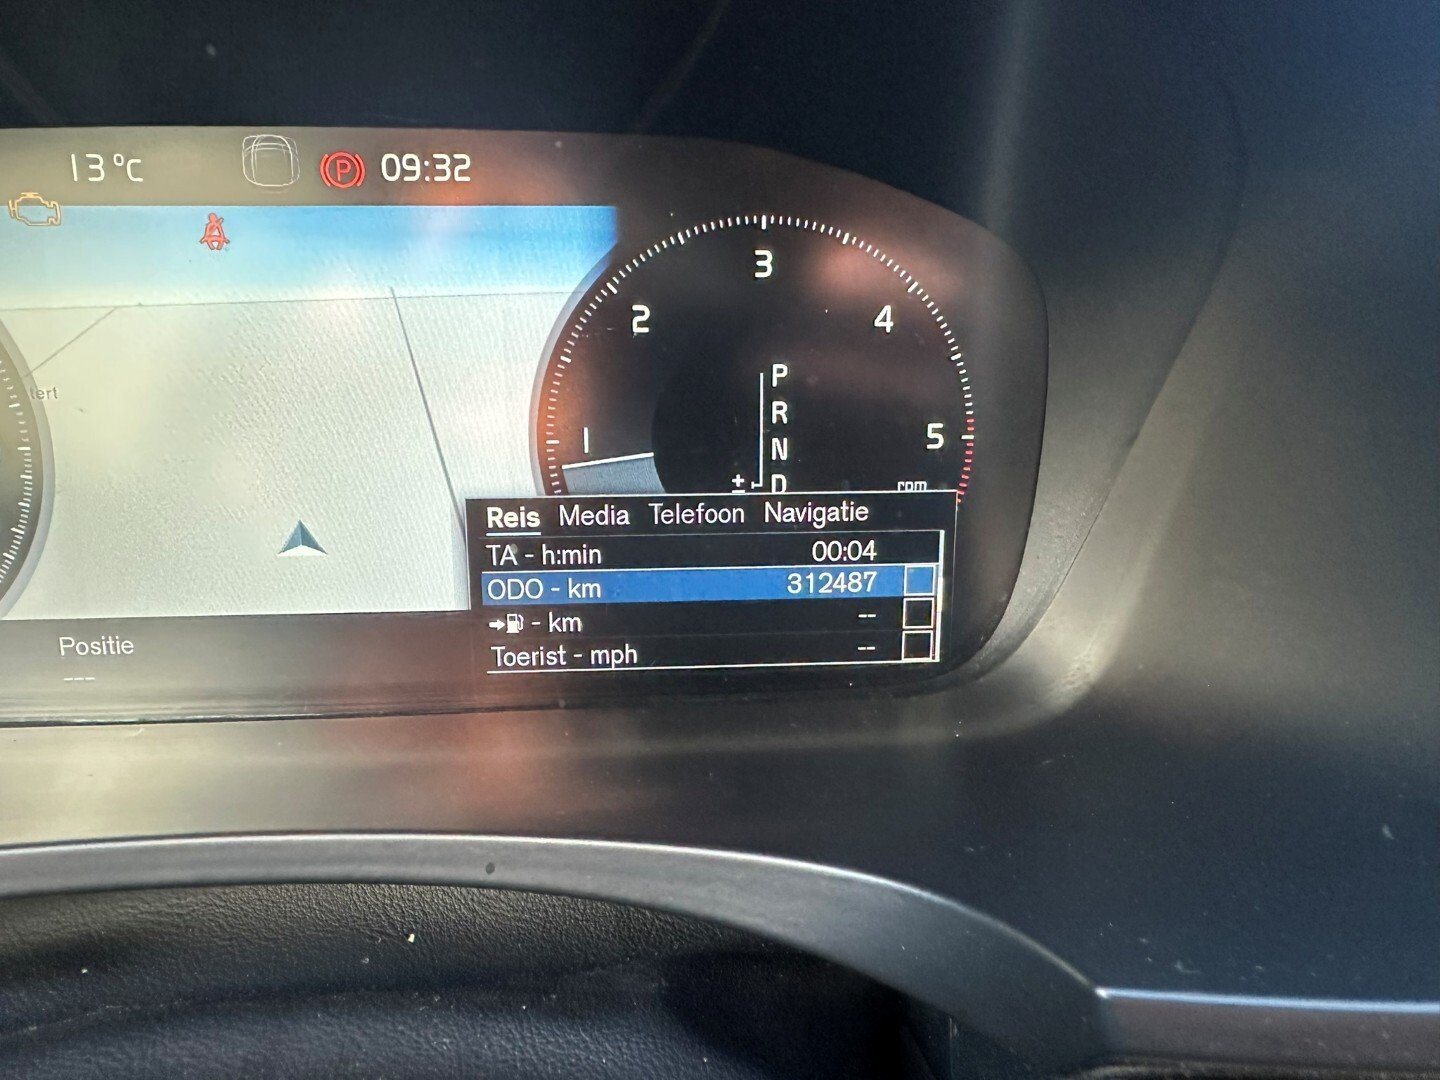 13°C
P 09:32
3
2
4
tert
P
R
1
N
5
± D
rpm
Reis Media Telefoon Navigatie
TA - h:min 00:04
ODO - km 312487
- km --
Toerist - mph --
Positie
---